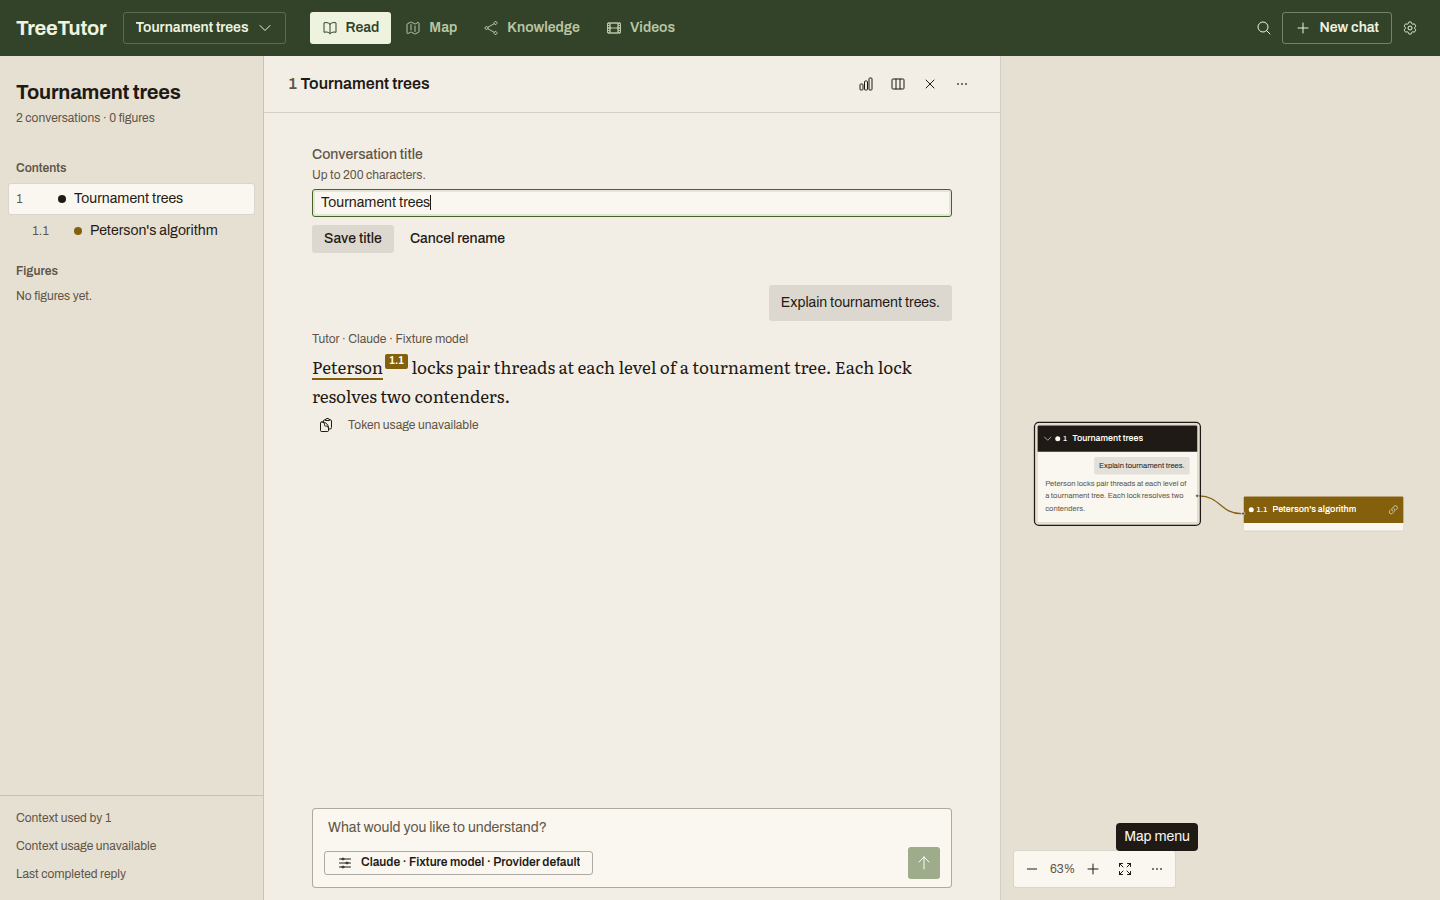 TreeTutor
Tournament trees
Read
Map
Knowledge
Videos
New chat
Tournament trees
2 conversations · 0 figures
Contents
1 Tournament trees
1.1 Peterson's algorithm
Figures
No figures yet.
Context used by 1
Context usage unavailable
Last completed reply
1 Tournament trees
Conversation title
Up to 200 characters.
Tournament trees
Save title
Cancel rename
Explain tournament trees.
Tutor · Claude · Fixture model
Peterson 1.1 locks pair threads at each level of a tournament tree. Each lock
resolves two contenders.
Token usage unavailable
What would you like to understand?
Claude · Fixture model · Provider default
1 Tournament trees
Explain tournament trees.
Peterson locks pair threads at each level of
a tournament tree. Each lock resolves two
contenders.
1.1 Peterson's algorithm
Map menu
63%